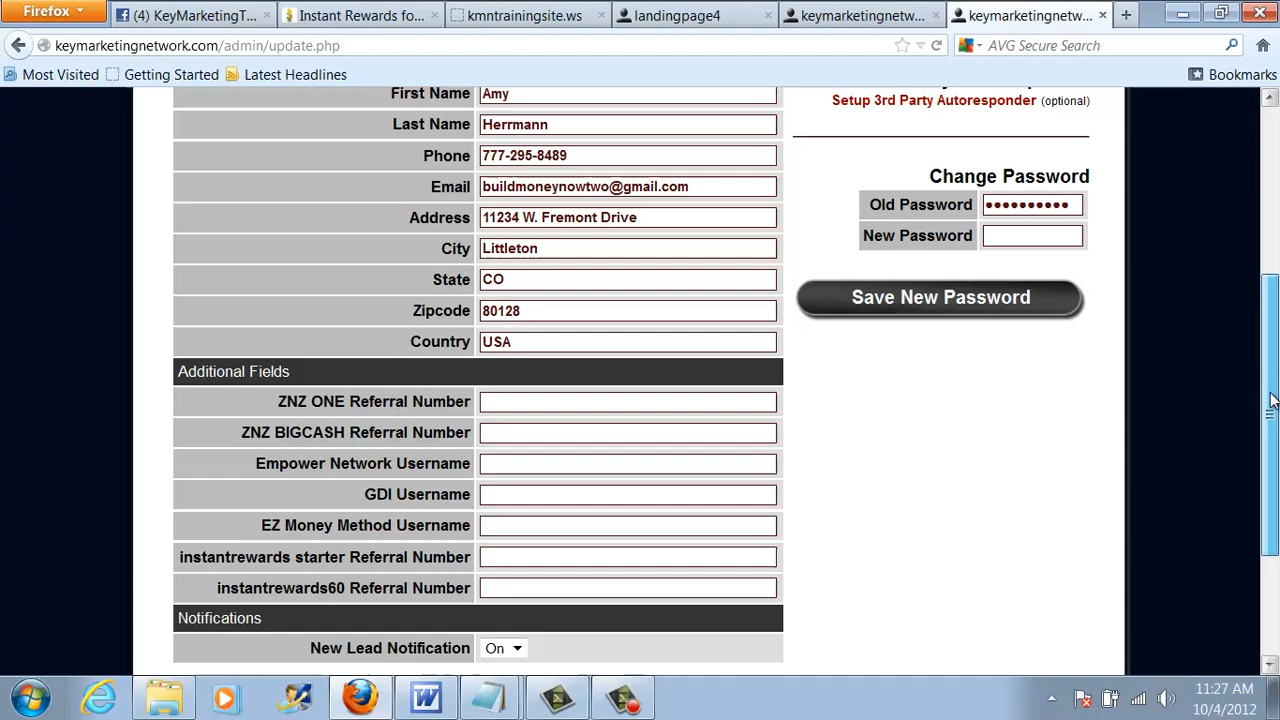 Firefox
(4) KeyMarketingT...
Instant Rewards fo...
kmntrainingsite.ws
landingpage4
keymarketingnetw...
keymarketingnetw...
keymarketingnetwork.com/admin/update.php
AVG Secure Search
Most Visited
Getting Started
Latest Headlines
Bookmarks
First Name Amy
Last Name Herrmann
Phone 777-295-8489
Email buildmoneynowtwo@gmail.com
Address 11234 W. Fremont Drive
City Littleton
State CO
Zipcode 80128
Country USA
Additional Fields
ZNZ ONE Referral Number
ZNZ BIGCASH Referral Number
Empower Network Username
GDI Username
EZ Money Method Username
instantrewards starter Referral Number
instantrewards60 Referral Number
Notifications
New Lead Notification On
Setup 3rd Party Autoresponder (optional)
Change Password
Old Password ••••••••••
New Password
Save New Password
11:27 AM
10/4/2012